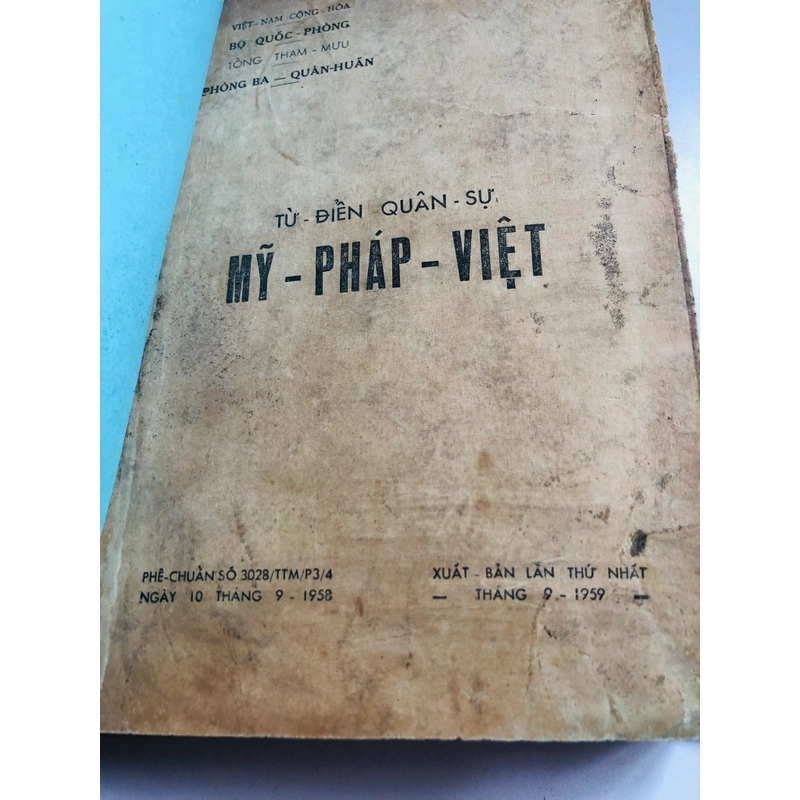 VIỆT-NAM CỘNG HÒA
BỘ QUỐC-PHÒNG
TỔNG THAM-MƯU
PHÒNG BA — QUÂN-HUẤN
TỪ-ĐIỂN QUÂN-SỰ
MỸ-PHÁP-VIỆT
PHÊ-CHUẨN SỐ 3028/TTM/P3/4
NGÀY 10 THÁNG 9-1958
XUẤT-BẢN LẦN THỨ NHẤT
— THÁNG 9-1959 —